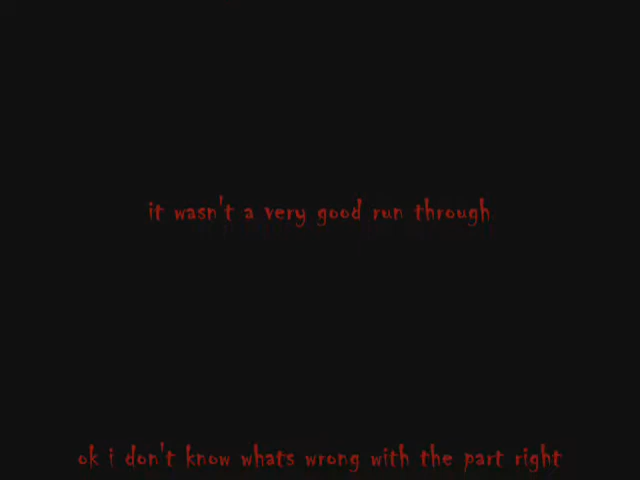 it wasn't a very good run through
ok i don't know whats wrong with the part right